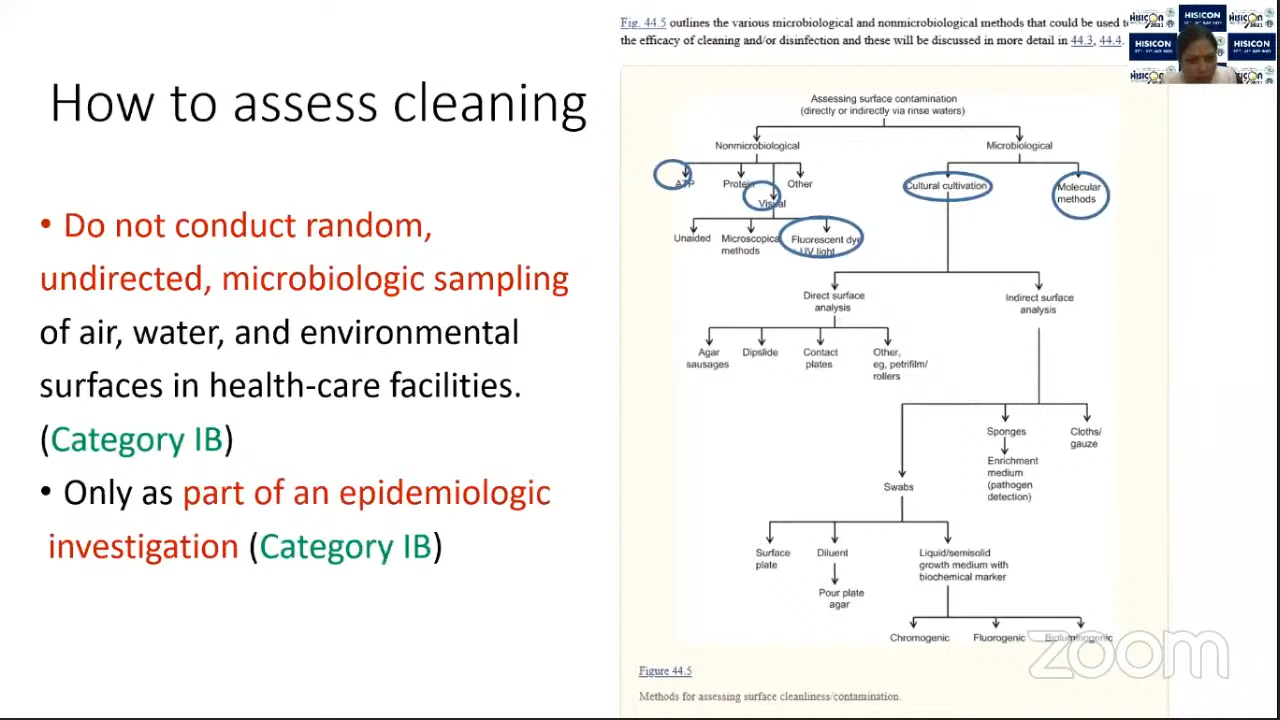 How to assess cleaning
• Do not conduct random,
undirected, microbiologic sampling
of air, water, and environmental
surfaces in health-care facilities.
(Category IB)
• Only as part of an epidemiologic
investigation (Category IB)
Fig. 44.5 outlines the various microbiological and nonmicrobiological methods that could be used
the efficacy of cleaning and/or disinfection and these will be discussed in more detail in 44.3, 44.4.
Assessing surface contamination
(directly or indirectly via rinse waters)
Nonmicrobiological
Microbiological
ATP
Protein
Visual
Other
Cultural cultivation
Molecular
methods
Unaided
Microscopical
methods
Fluorescent dye
UV light
Direct surface
analysis
Indirect surface
analysis
Agar
sausages
Dipslide
Contact
plates
Other,
eg, petrifilm/
rollers
Swabs
Sponges
Enrichment
medium
(pathogen
detection)
Cloths/
gauze
Surface
plate
Diluent
Pour plate
agar
Liquid/semisolid
growth medium with
biochemical marker
Chromogenic
Fluorogenic
Bioluminogenic
Figure 44.5
Methods for assessing surface cleanliness/contamination.
HISICON
HISICON
HISICON
zoom